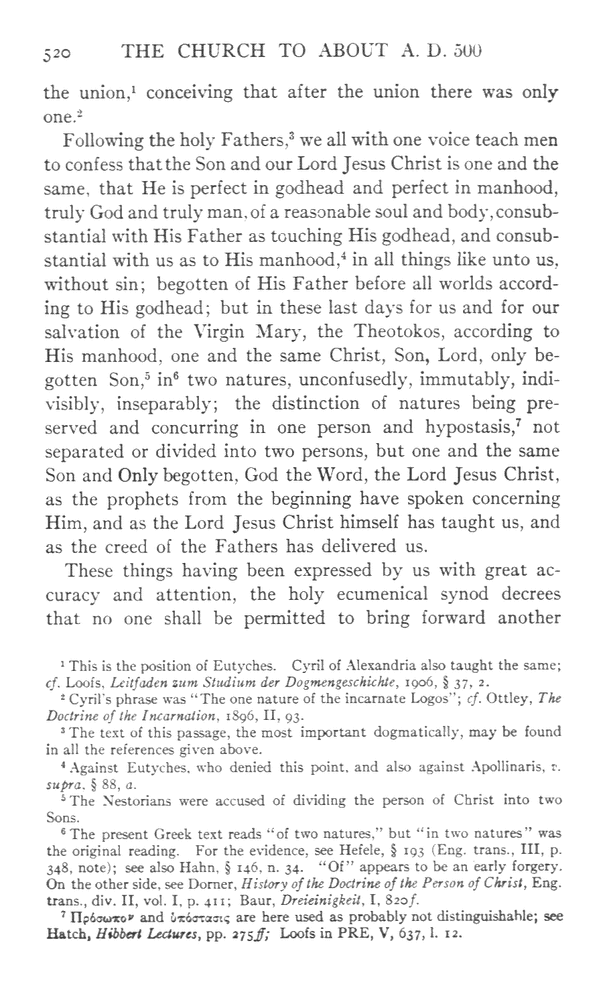 520 THE CHURCH TO ABOUT A. D. 500
the union,¹ conceiving that after the union there was only
one.²
Following the holy Fathers,³ we all with one voice teach men
to confess that the Son and our Lord Jesus Christ is one and the
same, that He is perfect in godhead and perfect in manhood,
truly God and truly man, of a reasonable soul and body, consub-
stantial with His Father as touching His godhead, and consub-
stantial with us as to His manhood,⁴ in all things like unto us,
without sin; begotten of His Father before all worlds accord-
ing to His godhead; but in these last days for us and for our
salvation of the Virgin Mary, the Theotokos, according to
His manhood, one and the same Christ, Son, Lord, only be-
gotten Son,⁵ in⁶ two natures, unconfusedly, immutably, indi-
visibly, inseparably; the distinction of natures being pre-
served and concurring in one person and hypostasis,⁷ not
separated or divided into two persons, but one and the same
Son and Only begotten, God the Word, the Lord Jesus Christ,
as the prophets from the beginning have spoken concerning
Him, and as the Lord Jesus Christ himself has taught us, and
as the creed of the Fathers has delivered us.
These things having been expressed by us with great ac-
curacy and attention, the holy ecumenical synod decrees
that no one shall be permitted to bring forward another
¹ This is the position of Eutyches. Cyril of Alexandria also taught the same;
cf. Loofs, Leitfaden zum Studium der Dogmengeschichte, 1906, § 37, 2.
² Cyril's phrase was "The one nature of the incarnate Logos"; cf. Ottley, The
Doctrine of the Incarnation, 1896, II, 93.
³ The text of this passage, the most important dogmatically, may be found
in all the references given above.
⁴ Against Eutyches, who denied this point, and also against Apollinaris, v.
supra, § 88, a.
⁵ The Nestorians were accused of dividing the person of Christ into two
Sons.
⁶ The present Greek text reads "of two natures," but "in two natures" was
the original reading. For the evidence, see Hefele, § 193 (Eng. trans., III, p.
348, note); see also Hahn, § 146, n. 34. "Of" appears to be an early forgery.
On the other side, see Dorner, History of the Doctrine of the Person of Christ, Eng.
trans., div. II, vol. I, p. 411; Baur, Dreieinigkeit, I, 820f.
⁷ Πρόσωπον and ὑπόστασις are here used as probably not distinguishable; see
Hatch, Hibbert Lectures, pp. 275ff; Loofs in PRE, V, 637, l. 12.